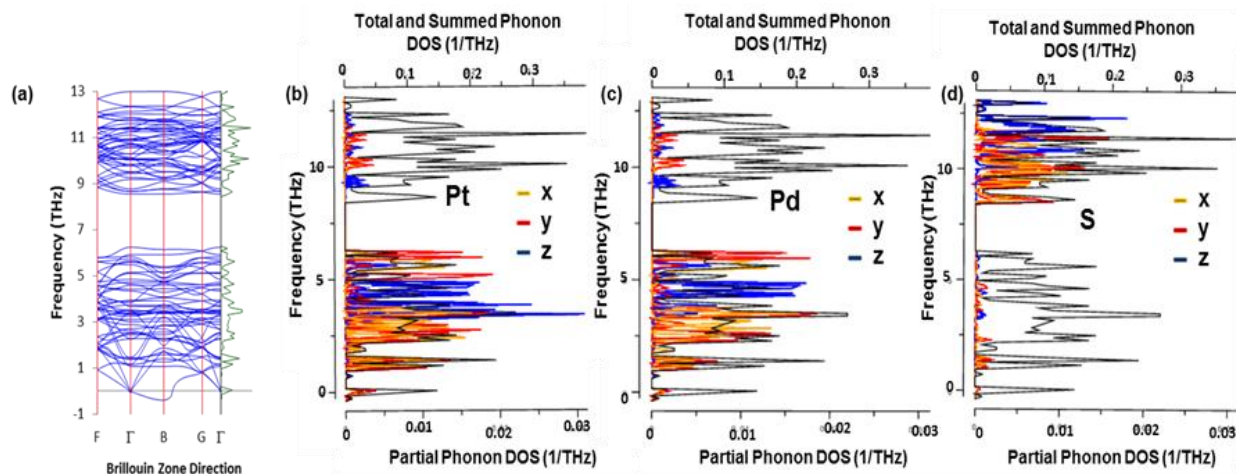 Total and Summed Phonon
DOS (1/THz)
0 0.1 0.2 0.3
Total and Summed Phonon
DOS (1/THz)
0 0.1 0.2 0.3
Total and Summed Phonon
DOS (1/THz)
0 0.1 0.2 0.3
(a)
Frequency (THz)
13
11
9
7
5
3
1
-1
F Γ B G Γ
Brillouin Zone Direction
(b)
Frequency (THz)
10
5
0
Pt
x
y
z
0 0.01 0.02 0.03
Partial Phonon DOS (1/THz)
(c)
Frequency (THz)
10
5
0
Pd
x
y
z
0 0.01 0.02 0.03
Partial Phonon DOS (1/THz)
(d)
Frequency (THz)
10
5
0
S
x
y
z
0 0.01 0.02 0.03
Partial Phonon DOS (1/THz)